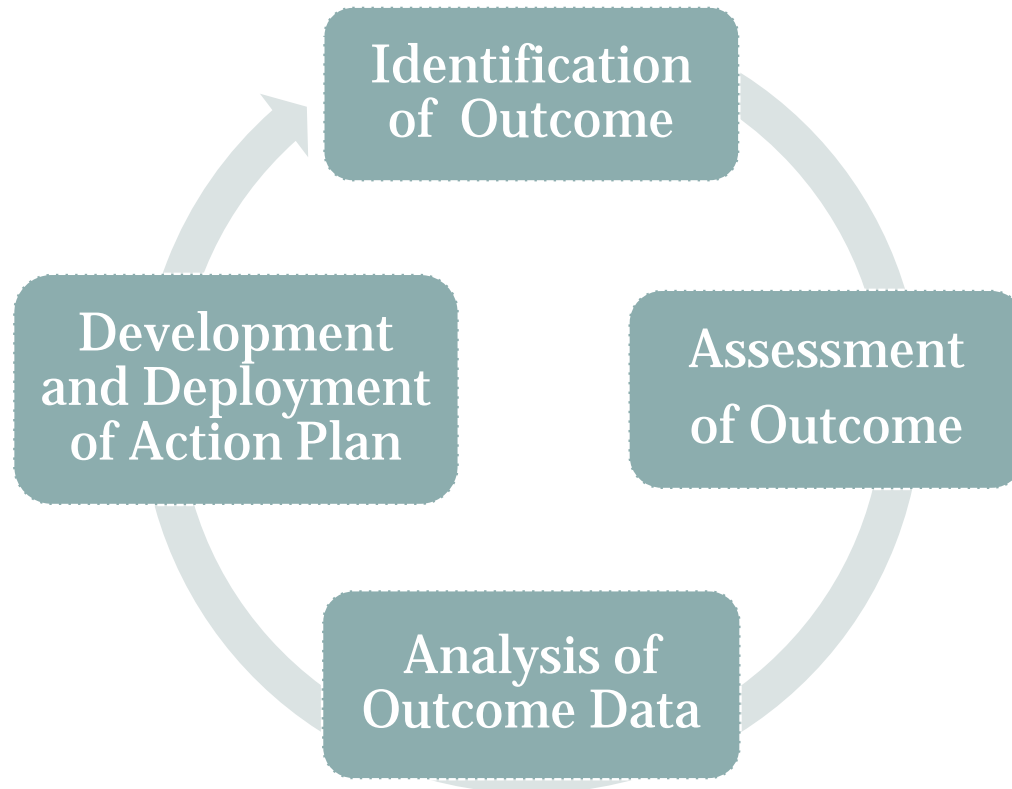 Identification
of Outcome
Assessment
of Outcome
Analysis of
Outcome Data
Development
and Deployment
of Action Plan